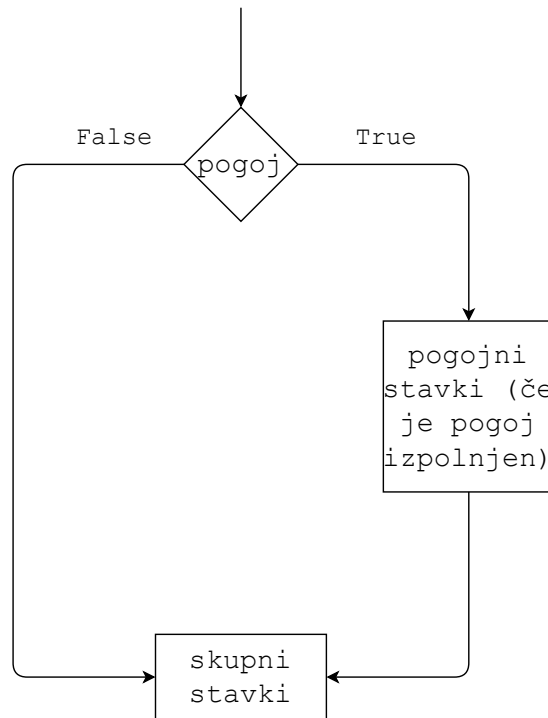 False
True
pogoj
pogojni
stavki (če
je pogoj
izpolnjen)
skupni
stavki